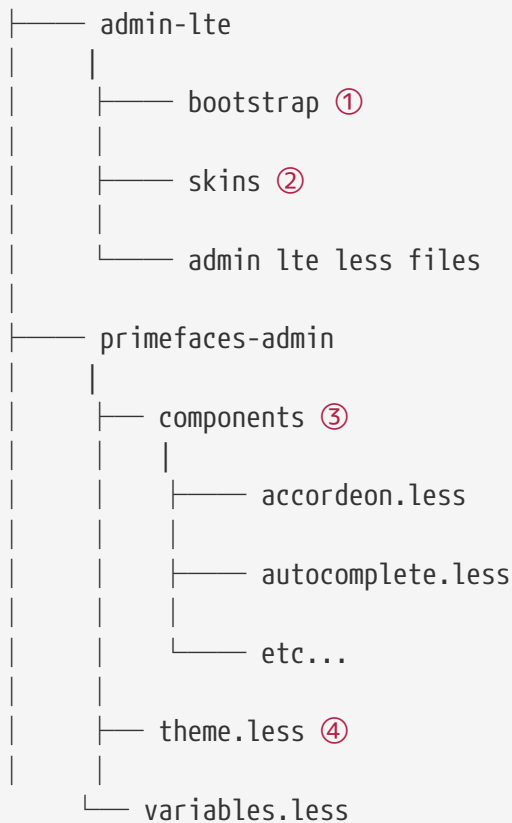 ├──── admin-lte
│     |
│     ├──── bootstrap ①
│     │
│     ├──── skins ②
│     │
│     └──── admin lte less files
│
├──── primefaces-admin
│     |
│     ├─── components ③
│     │    |
│     │    ├──── accordeon.less
│     │    │
│     │    ├──── autocomplete.less
│     │    │
│     │    └──── etc...
│     │
│     ├─── theme.less ④
│     │
     └─── variables.less